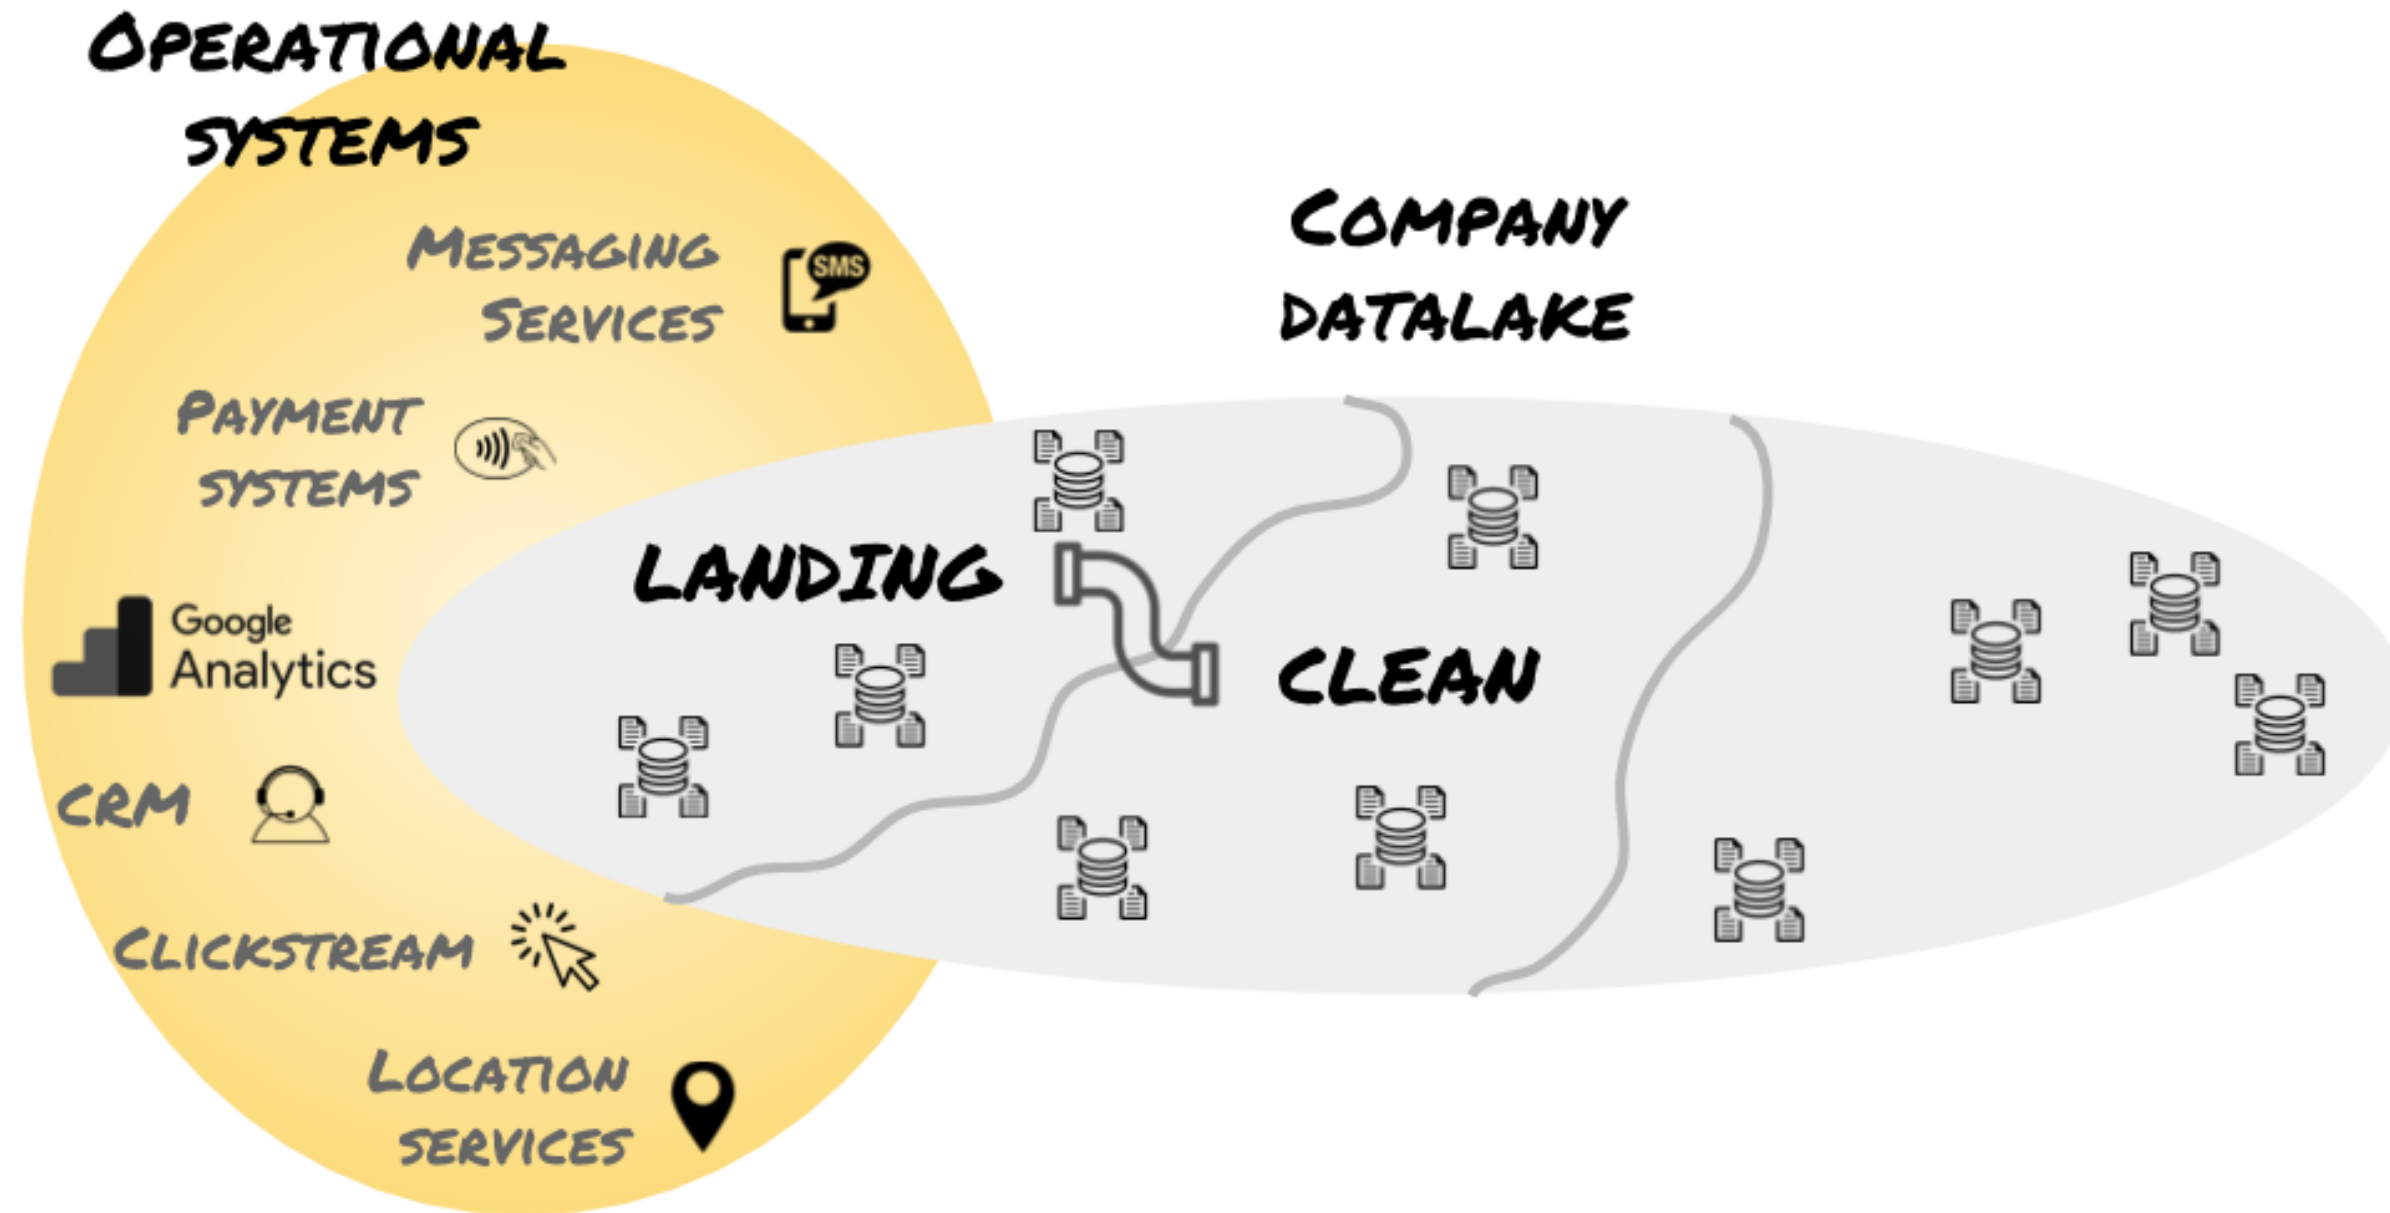 OPERATIONAL
SYSTEMS
MESSAGING
SERVICES
SMS
PAYMENT
SYSTEMS
Google
Analytics
CRM
CLICKSTREAM
LOCATION
SERVICES
COMPANY
DATALAKE
LANDING
CLEAN